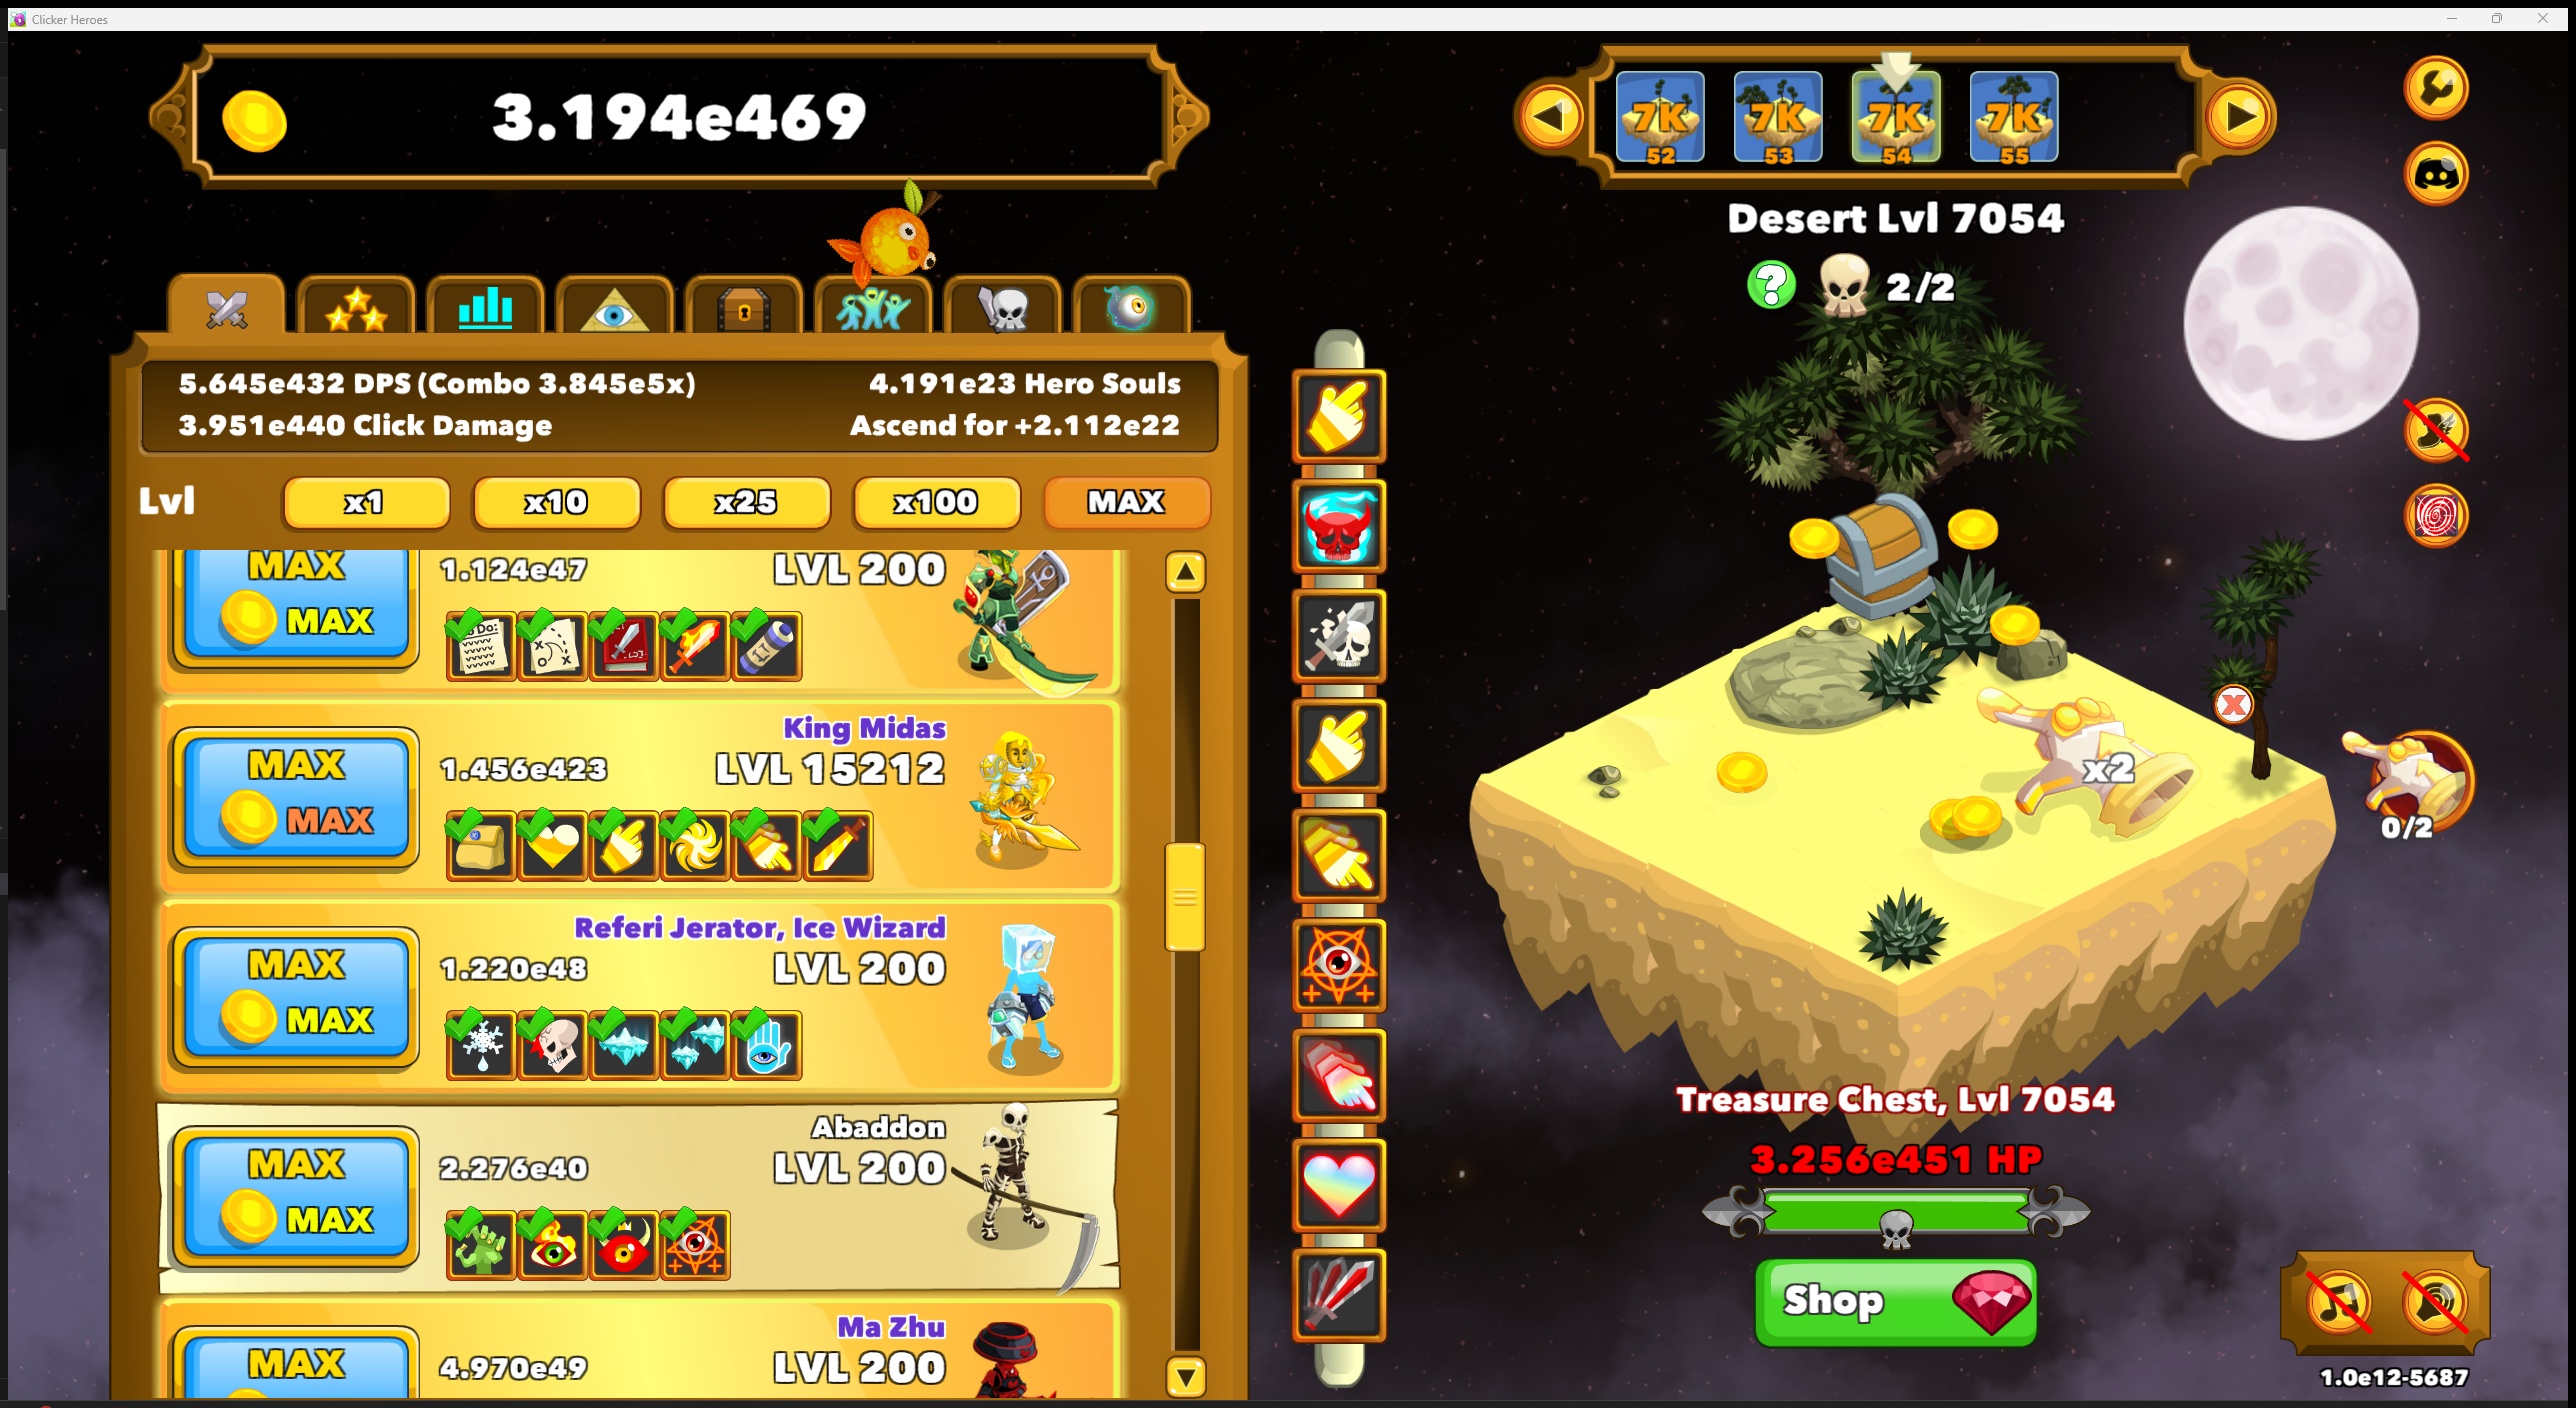 Clicker Heroes
3.194e469
7K 7K 7K 7K
52 53 54 55
Desert Lvl 7054
2/2
5.645e432 DPS (Combo 3.845e5x)
4.191e23 Hero Souls
3.951e440 Click Damage
Ascend for +2.112e22
Lvl x1 x10 x25 x100 MAX
MAX 1.124e47 LVL 200
MAX
Do:
King Midas
MAX 1.456e423 LVL 15212
MAX
Referi Jerator, Ice Wizard
MAX 1.220e48 LVL 200
MAX
Abaddon
MAX 2.276e40 LVL 200
MAX
Ma Zhu
MAX 4.970e49 LVL 200
x2
0/2
Treasure Chest, Lvl 7054
3.256e451 HP
Shop
1.0e12-5687